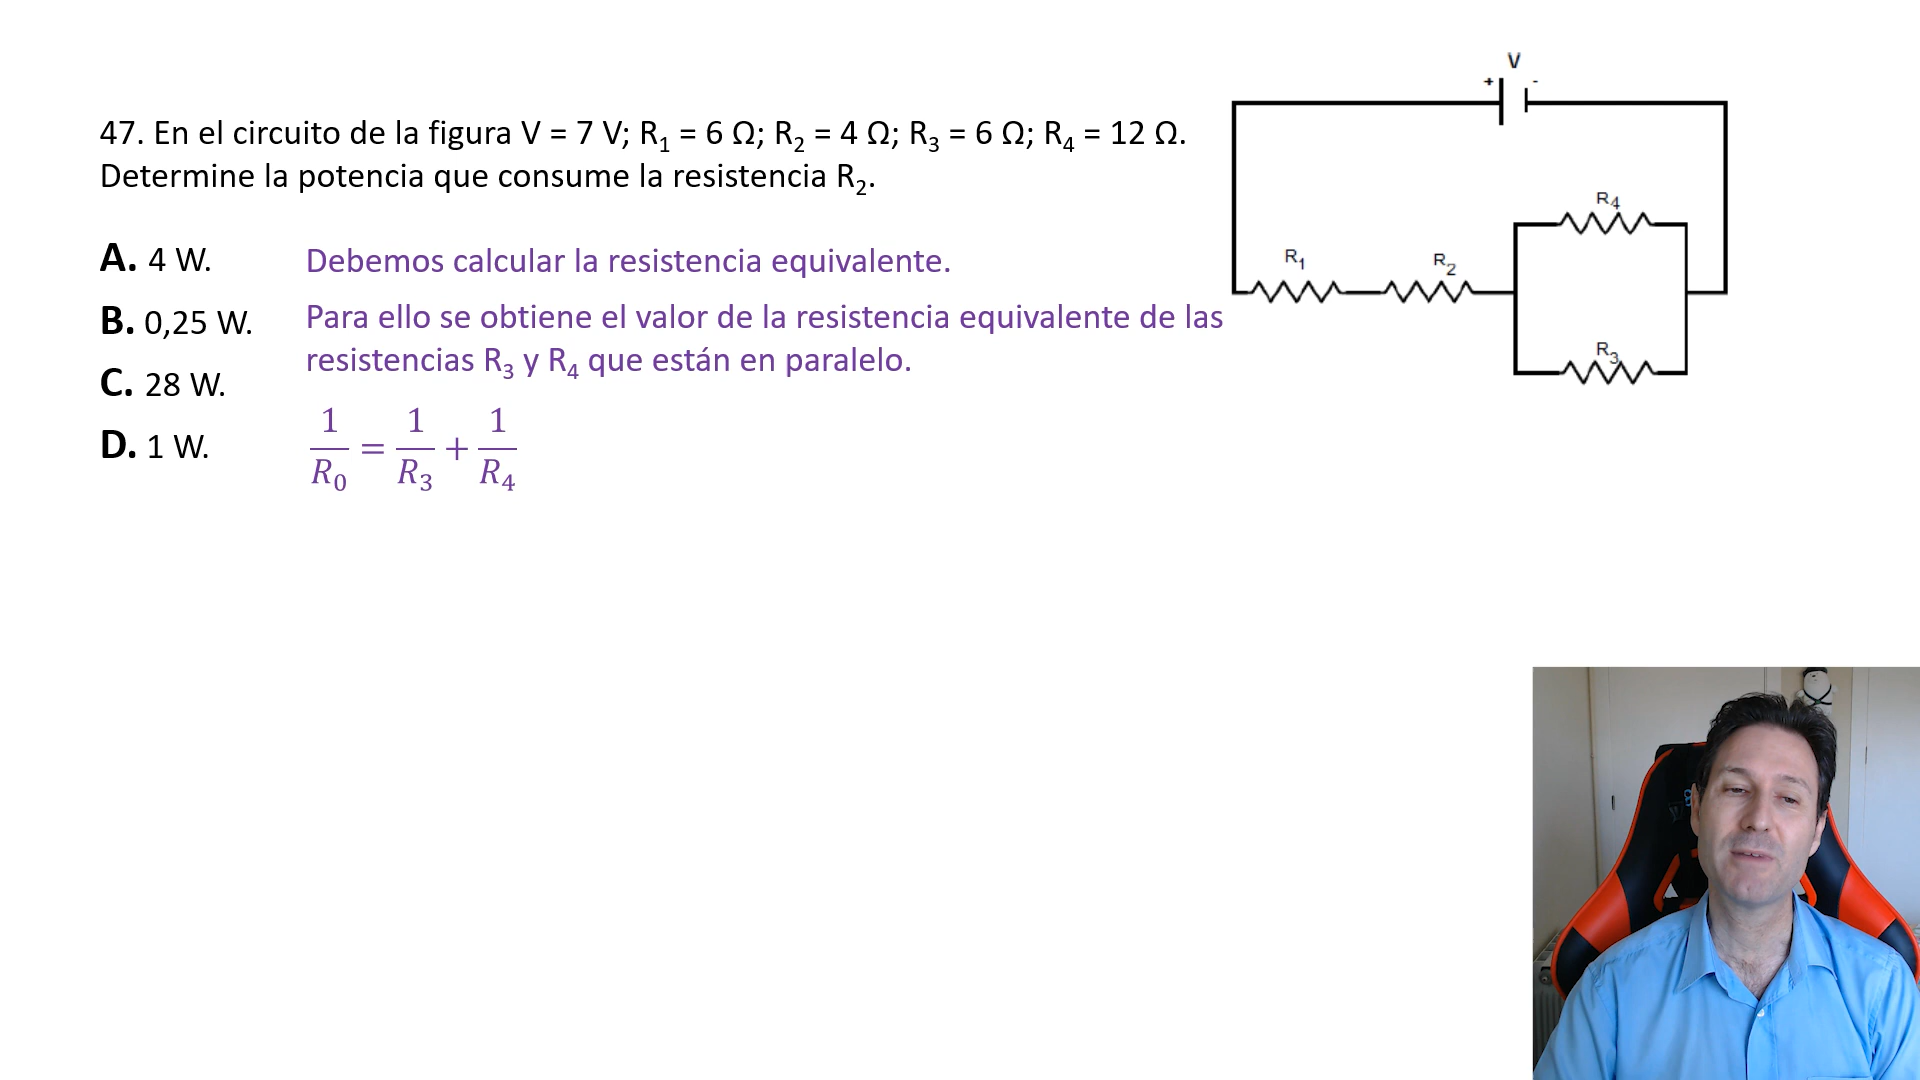 47. En el circuito de la figura V = 7 V; R₁ = 6 Ω; R₂ = 4 Ω; R₃ = 6 Ω; R₄ = 12 Ω.
Determine la potencia que consume la resistencia R₂.
A. 4 W.
B. 0,25 W.
C. 28 W.
D. 1 W.
Debemos calcular la resistencia equivalente.
Para ello se obtiene el valor de la resistencia equivalente de las
resistencias R₃ y R₄ que están en paralelo.
1/R₀ = 1/R₃ + 1/R₄
V
+ -
R₄
R₁ R₂
R₃